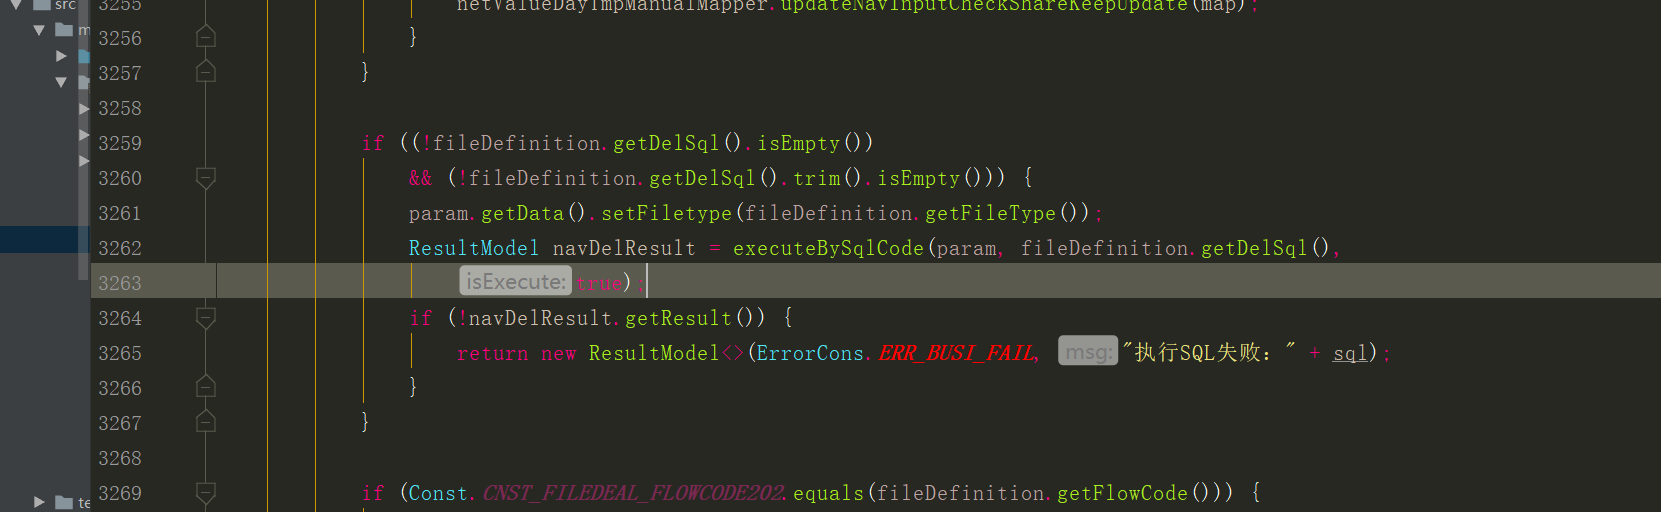 src
3255 netValueDayImpManualMapper.updateNavInputCheckShareKeepUpdate(map);
m
3256 }
3257 }
3258
3259 if ((!fileDefinition.getDelSql().isEmpty())
3260 && (!fileDefinition.getDelSql().trim().isEmpty())) {
3261 param.getData().setFiletype(fileDefinition.getFileType());
3262 ResultModel navDelResult = executeBySqlCode(param, fileDefinition.getDelSql(),
3263 isExecute: true);
3264 if (!navDelResult.getResult()) {
3265 return new ResultModel<>(ErrorCons.ERR_BUSI_FAIL, msg: "执行SQL失败：" + sql);
3266 }
3267 }
3268
3269 if (Const.CNST_FILEDEAL_FLOWCODE202.equals(fileDefinition.getFlowCode())) {
te